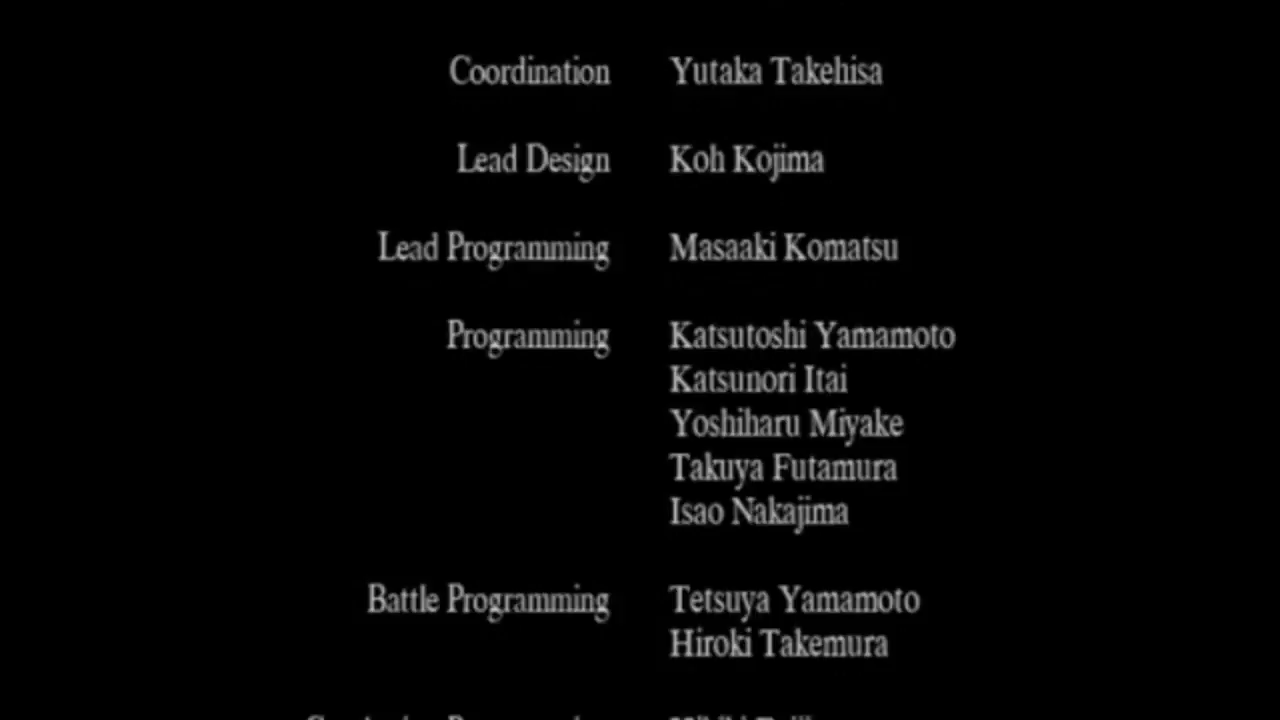 Coordination Yutaka Takehisa
Lead Design Koh Kojima
Lead Programming Masaaki Komatsu
Programming Katsutoshi Yamamoto
Katsunori Itai
Yoshiharu Miyake
Takuya Futamura
Isao Nakajima
Battle Programming Tetsuya Yamamoto
Hiroki Takemura